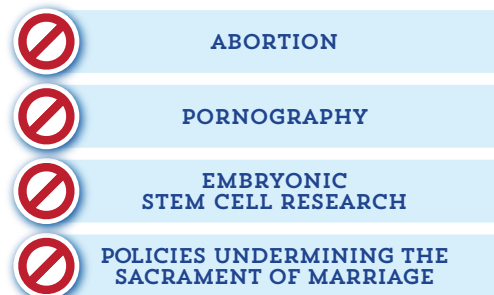 ABORTION
PORNOGRAPHY
EMBRYONIC
STEM CELL RESEARCH
POLICIES UNDERMINING THE
SACRAMENT OF MARRIAGE